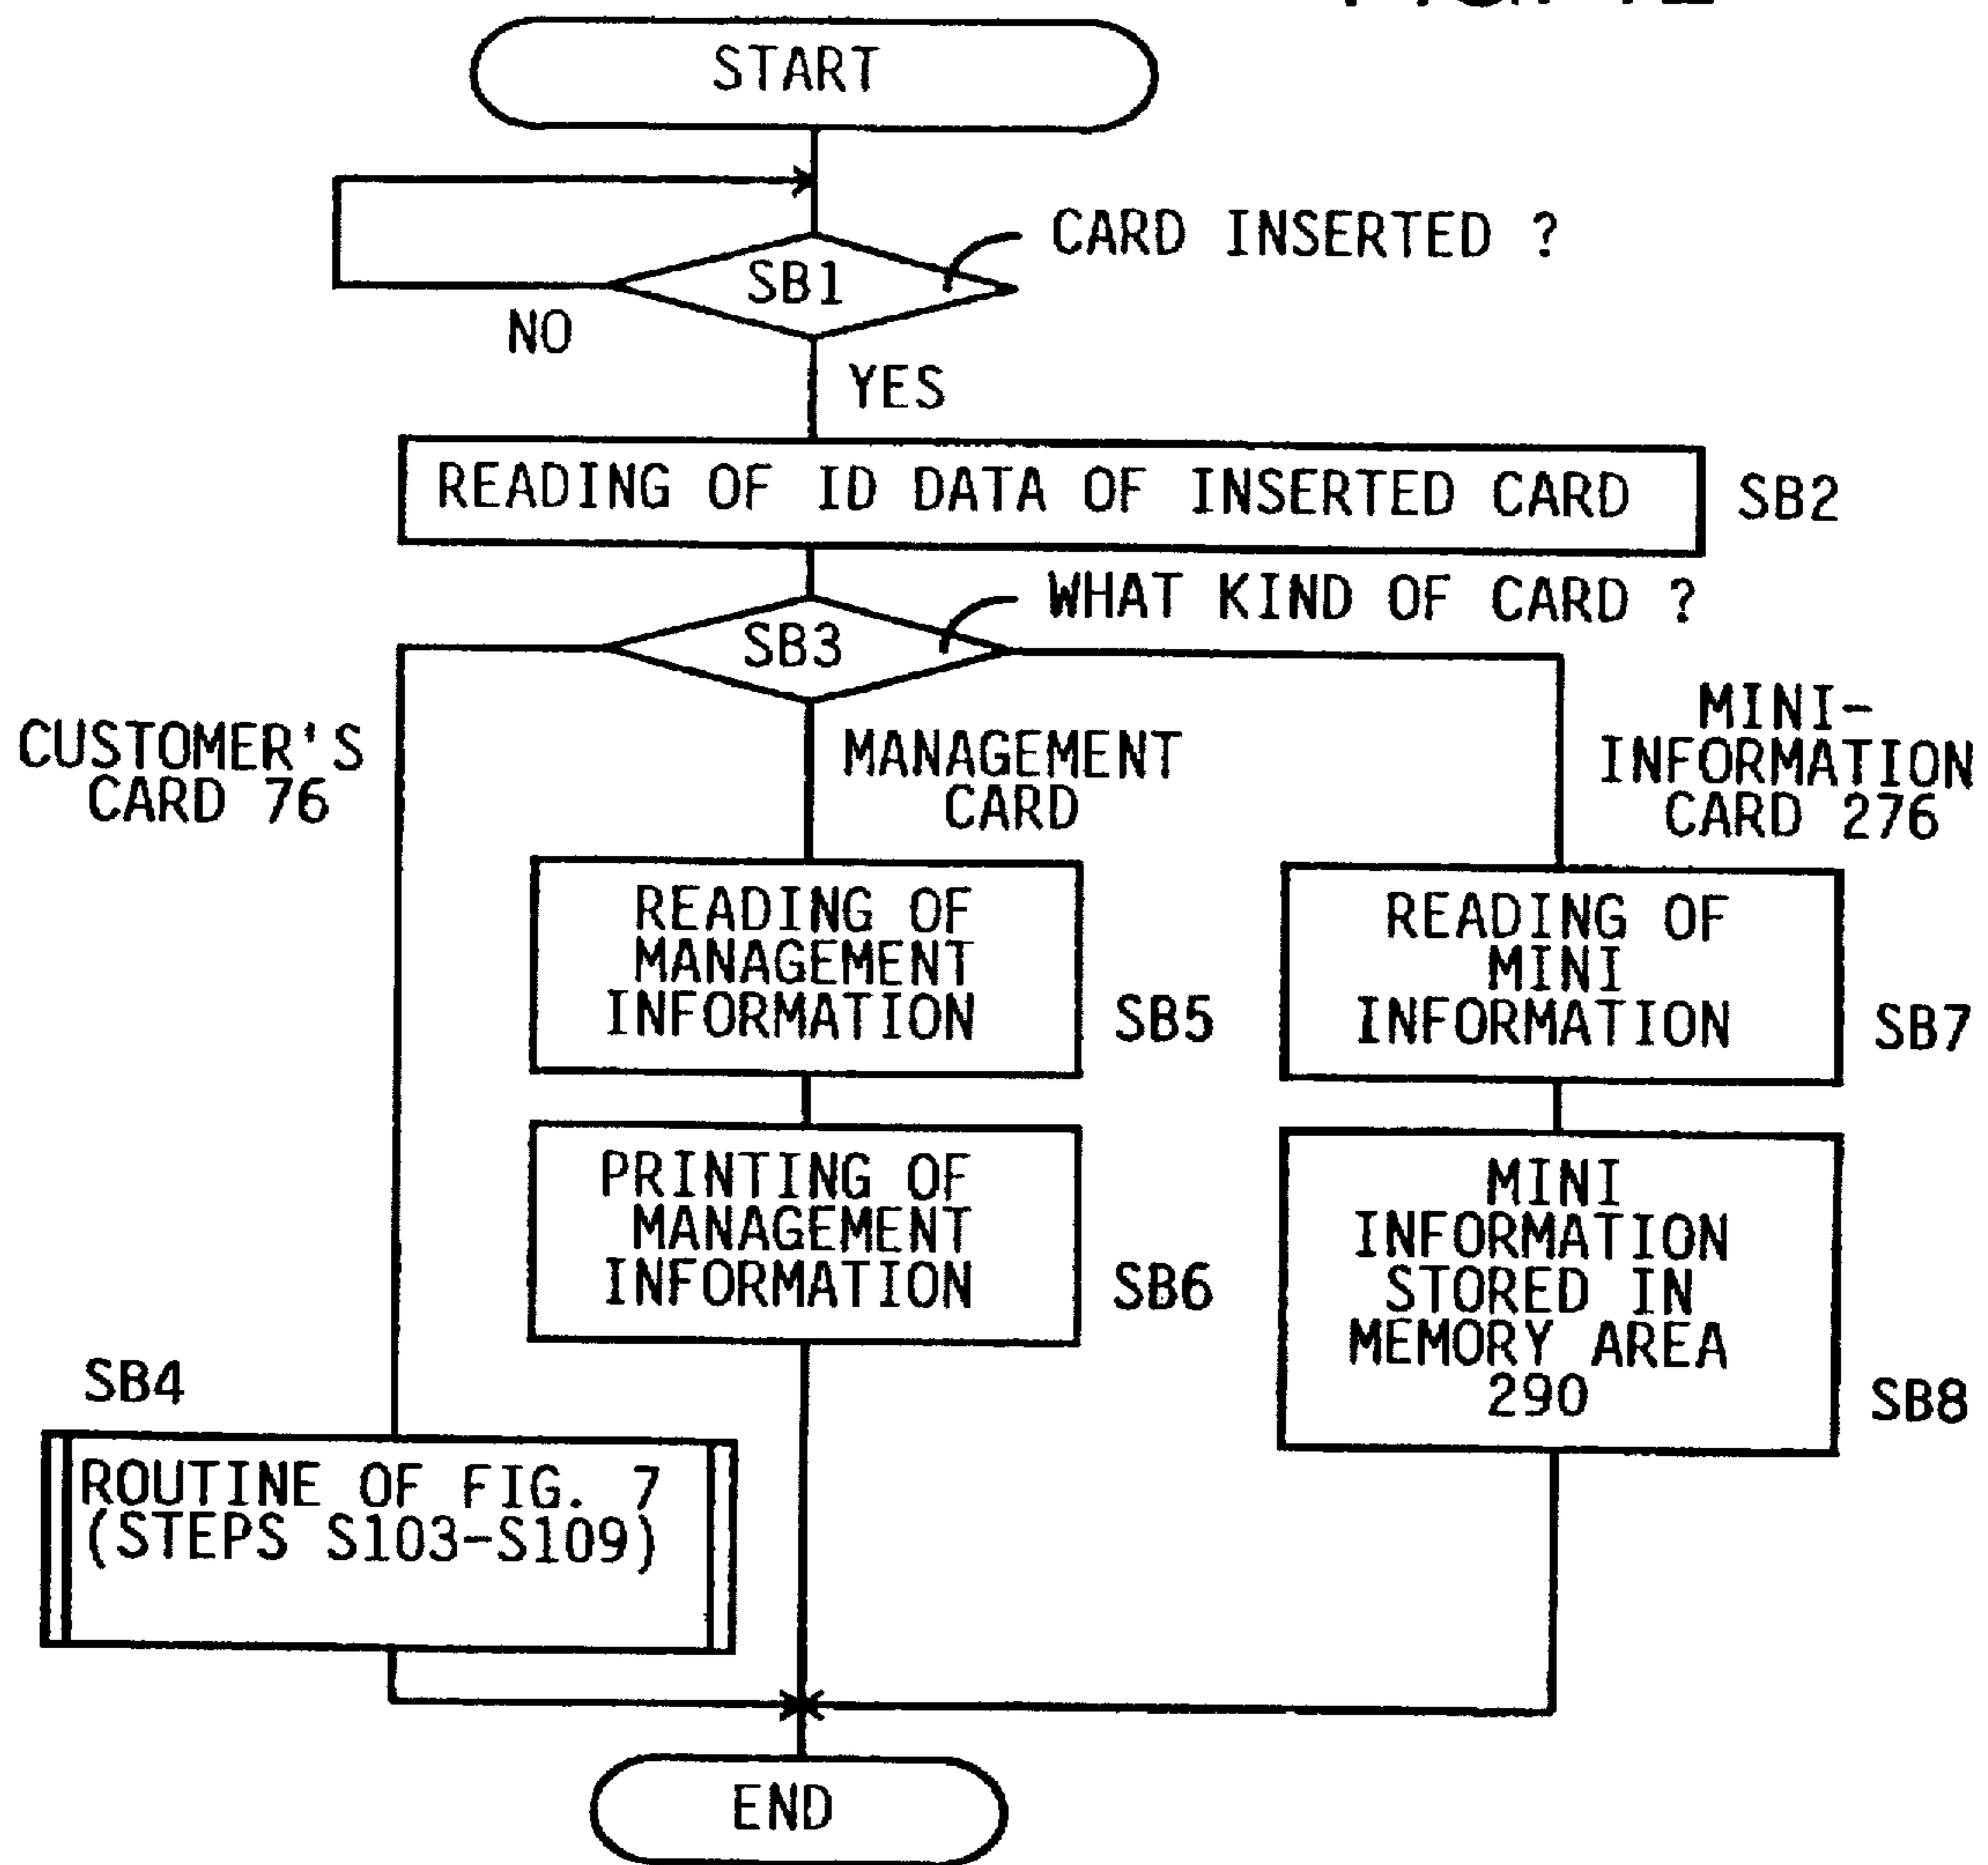 START
CARD INSERTED ?
SB1
NO
YES
READING OF ID DATA OF INSERTED CARD
SB2
WHAT KIND OF CARD ?
SB3
CUSTOMER'S
CARD 76
MANAGEMENT
CARD
MINI-
INFORMATION
CARD 276
READING OF
MANAGEMENT
INFORMATION
SB5
READING OF
MINI
INFORMATION
SB7
PRINTING OF
MANAGEMENT
INFORMATION
SB6
MINI
INFORMATION
STORED IN
MEMORY AREA
290
SB8
SB4
ROUTINE OF FIG. 7
(STEPS S103-S109)
END